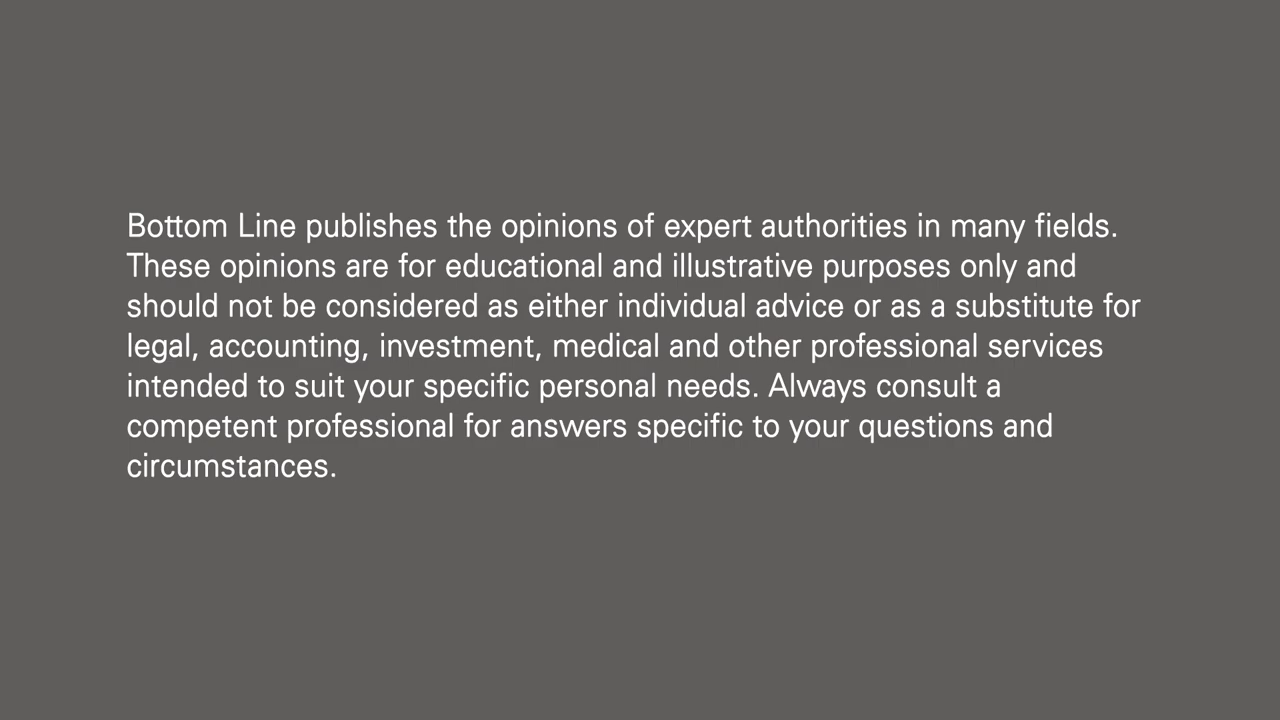 Bottom Line publishes the opinions of expert authorities in many fields.
These opinions are for educational and illustrative purposes only and
should not be considered as either individual advice or as a substitute for
legal, accounting, investment, medical and other professional services
intended to suit your specific personal needs. Always consult a
competent professional for answers specific to your questions and
circumstances.